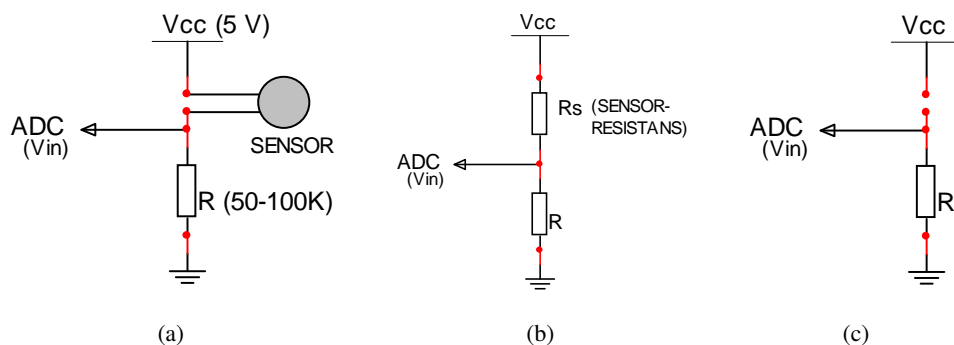 Vcc (5 V)
ADC
(Vin)
SENSOR
R (50-100K)
(a)
Vcc
Rs (SENSOR-
RESISTANS)
ADC
(Vin)
R
(b)
Vcc
ADC
(Vin)
R
(c)